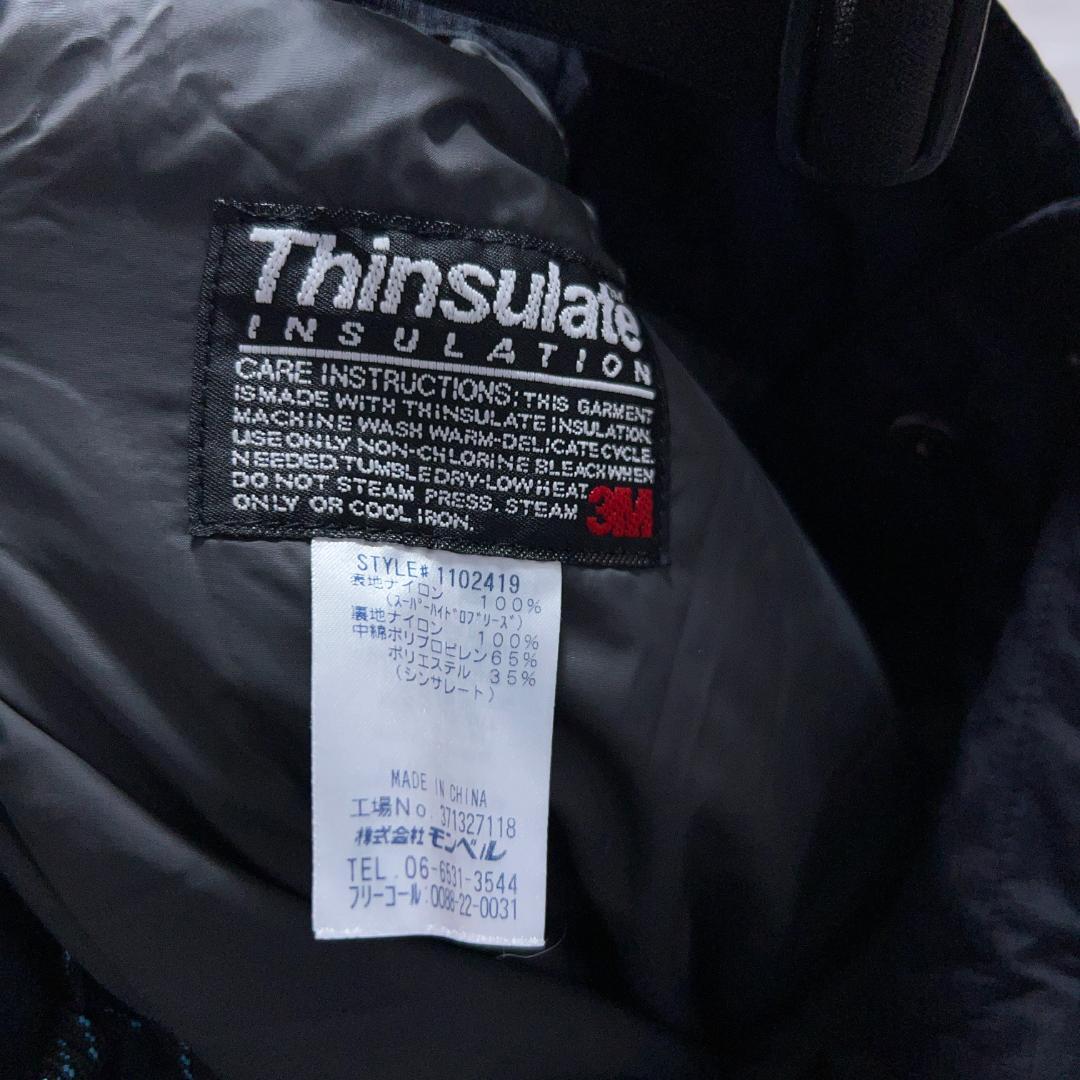 Thinsulate™
INSULATION
CARE INSTRUCTIONS: THIS GARMENT
IS MADE WITH THINSULATE INSULATION.
MACHINE WASH WARM-DELICATE CYCLE.
USE ONLY NON-CHLORINE BLEACH WHEN
NEEDED TUMBLE DRY-LOW HEAT.
DO NOT STEAM PRESS. STEAM
ONLY OR COOL IRON.
3M
STYLE# 1102419
表地ナイロン 100%
(スーパーハイドロブリーズ)
裏地ナイロン 100%
中綿ポリプロピレン65%
ポリエステル 35%
(シンサレート)
MADE IN CHINA
工場No. 371327118
株式会社モンベル
TEL. 06-6531-3544
フリーコール:0088-22-0031